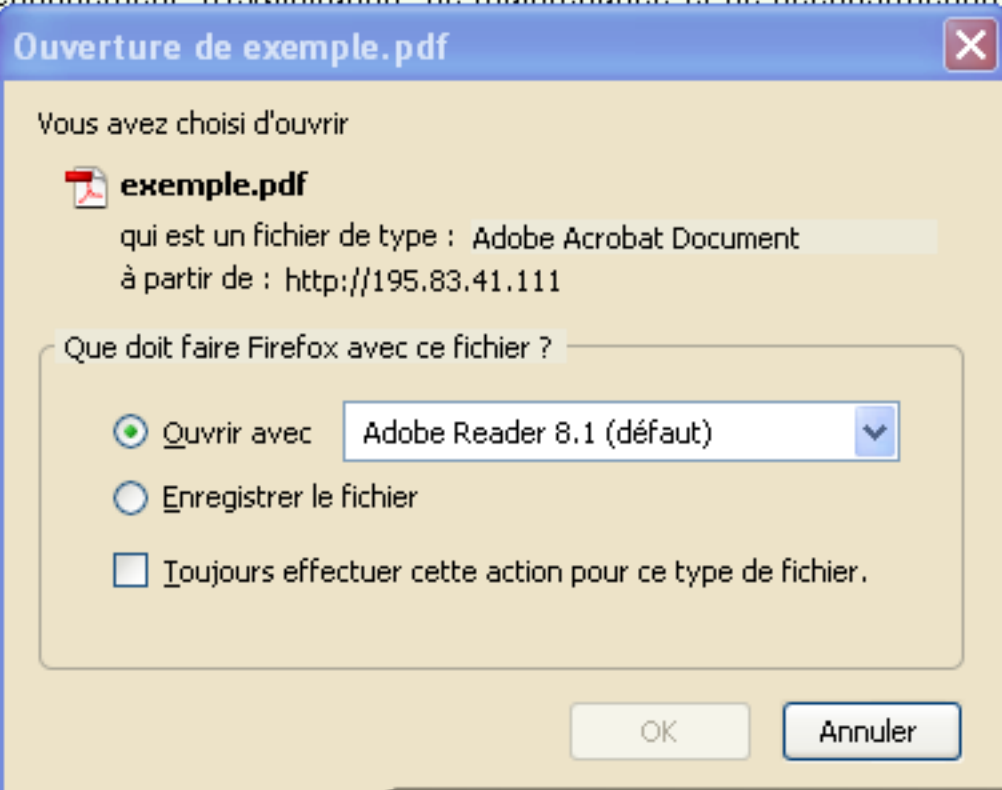 Ouverture de exemple.pdf
Vous avez choisi d'ouvrir
exemple.pdf
qui est un fichier de type : Adobe Acrobat Document
à partir de : http://195.83.41.111
Que doit faire Firefox avec ce fichier ?
Ouvrir avec Adobe Reader 8.1 (défaut)
Enregistrer le fichier
Toujours effectuer cette action pour ce type de fichier.
OK Annuler